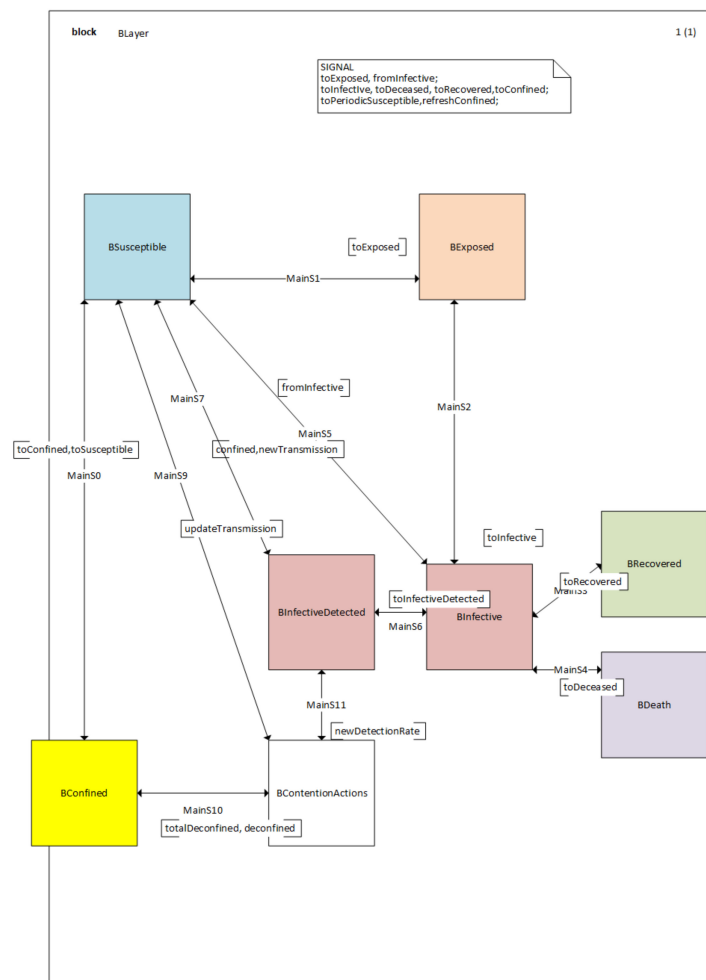 block BLayer 1 (1)
SIGNAL
toExposed, fromInfective;
toInfectIve, toDeceased, toRecovered,toConfined;
toPeriodicSusceptible,refreshConfined;
BSusceptible
toExposed
BExposed
MainS1
fromInfective
MainS7
MainS2
MainS5
toConfined,toSusceptible
confined,newTransmission
MainS0
MainS9
updateTransmission
toInfective
BRecovered
toRecovered
MainS3
toInfectiveDetected
BInfectiveDetected
BInfective
MainS6
MainS4
toDeceased
BDeath
MainS11
newDetectionRate
BConfined
BContentionActions
MainS10
totalDeconfined, deconfined